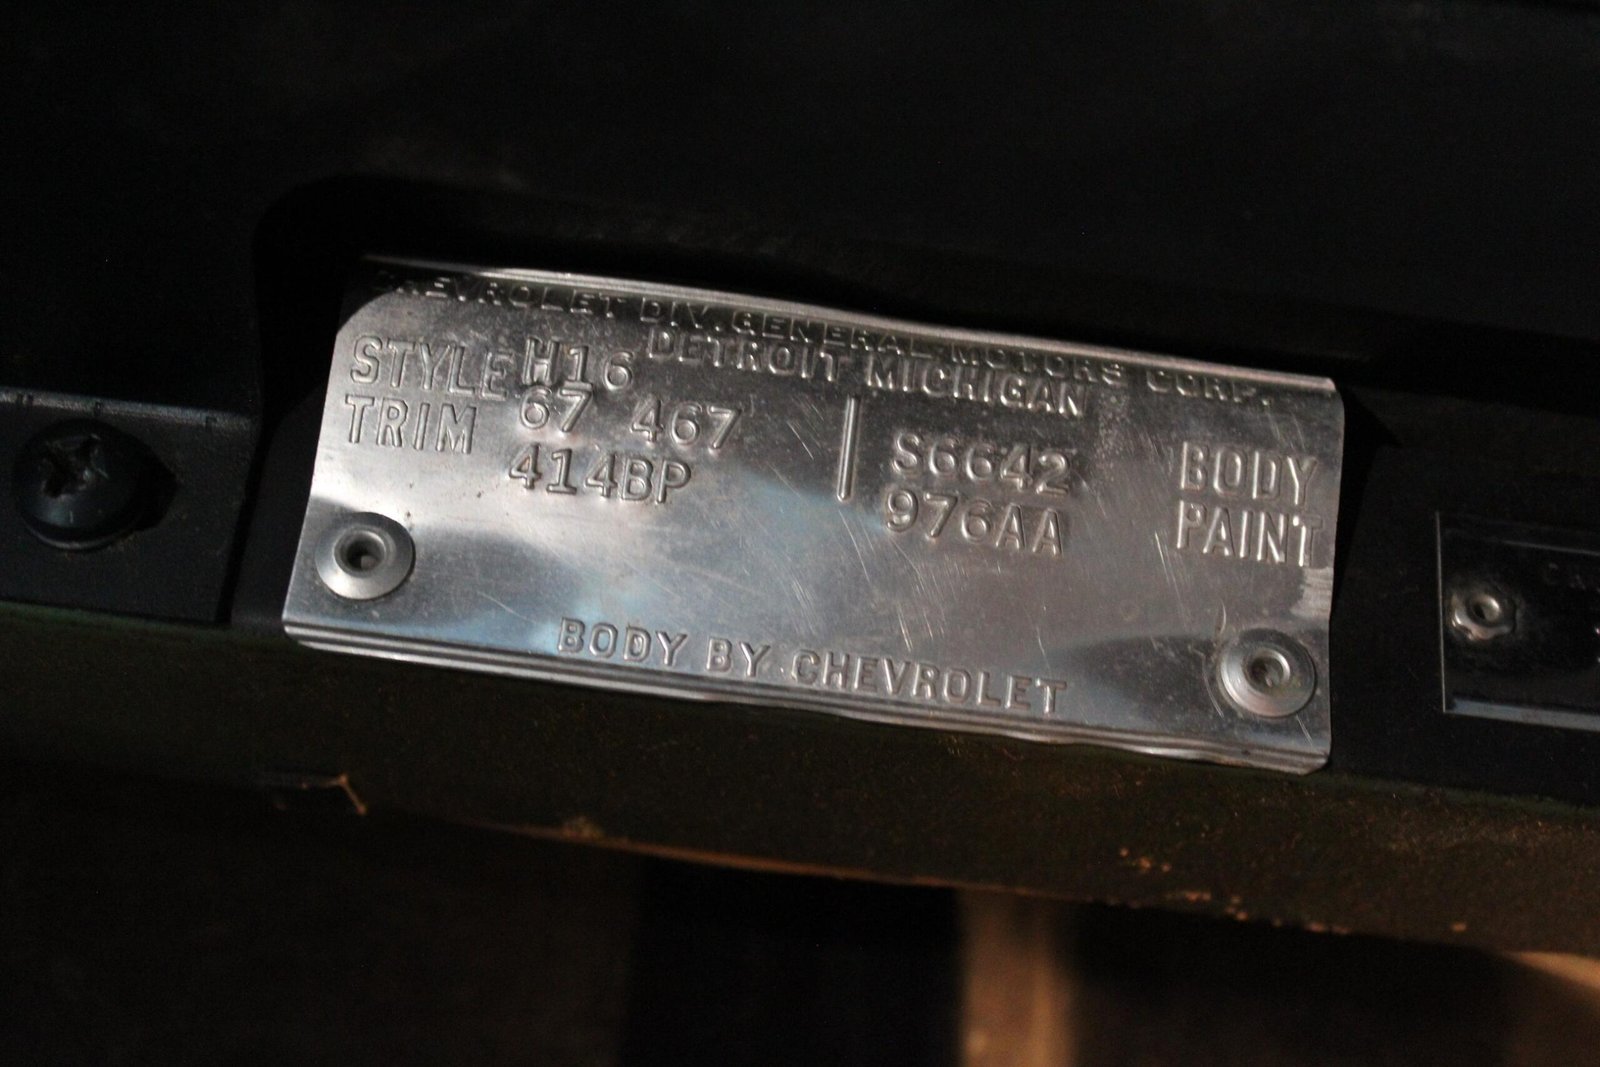 CHEVROLET DIV. GENERAL MOTORS CORP.
DETROIT MICHIGAN
H16
STYLE 67 467 S6642 BODY
TRIM 414BP 976AA PAINT
BODY BY CHEVROLET